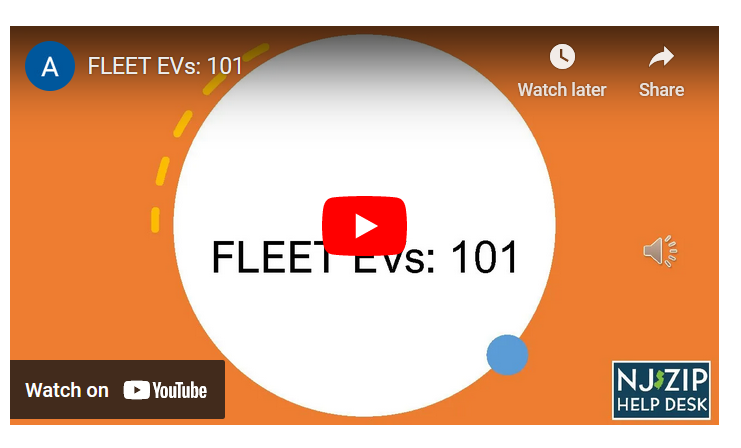 A
FLEET EVs: 101
Watch later
Share
FLEET EVs: 101
Watch on YouTube
NJ ZIP
HELP DESK